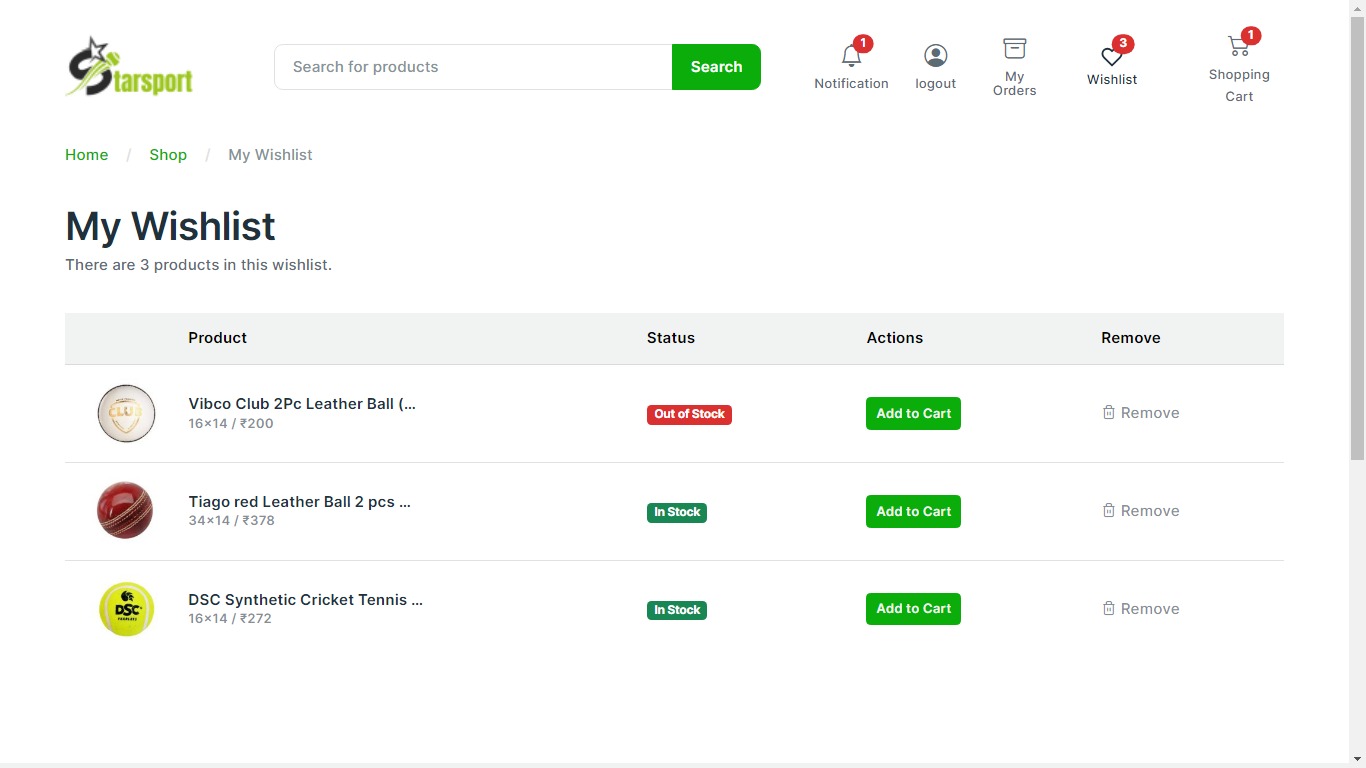 Starsport
Search for products
Search
1
Notification
logout
My
Orders
3
Wishlist
1
Shopping
Cart
Home / Shop / My Wishlist
My Wishlist
There are 3 products in this wishlist.
Product Status Actions Remove
CLUB
Vibco Club 2Pc Leather Ball (...
16×14 / ₹200
Out of Stock
Add to Cart
Remove
Tiago red Leather Ball 2 pcs ...
34×14 / ₹378
In Stock
Add to Cart
Remove
DSC
DSC Synthetic Cricket Tennis ...
16×14 / ₹272
In Stock
Add to Cart
Remove